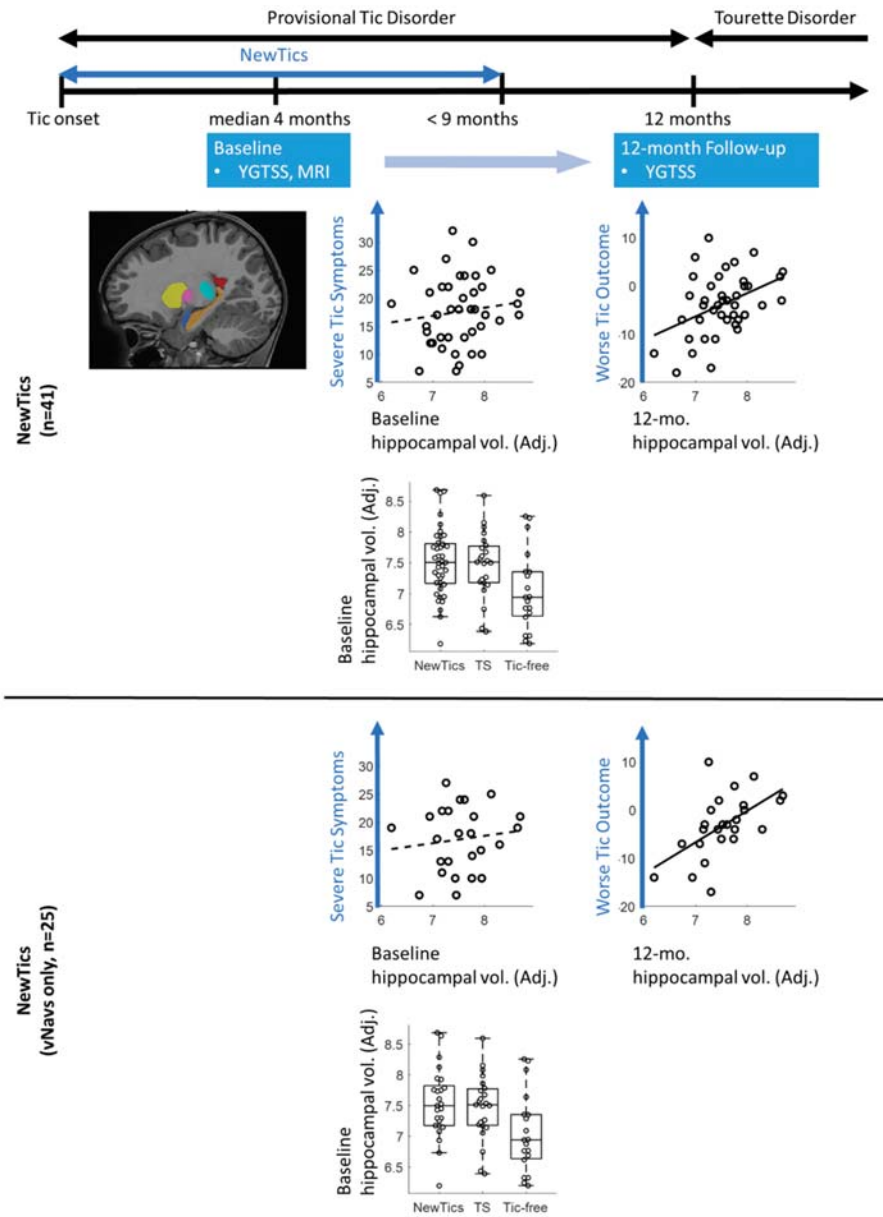 Provisional Tic Disorder
Tourette Disorder
NewTics
Tic onset
median 4 months
< 9 months
12 months
Baseline
• YGTSS, MRI
12-month Follow-up
• YGTSS
NewTics
(n=41)
Severe Tic Symptoms
30
25
20
15
10
5
6
7
8
Baseline
hippocampal vol. (Adj.)
Worse Tic Outcome
10
0
-10
-20
6
7
8
12-mo.
hippocampal vol. (Adj.)
Baseline
hippocampal vol. (Adj.)
8.5
8
7.5
7
6.5
NewTics
TS
Tic-free
NewTics
(vNavs only, n=25)
Severe Tic Symptoms
30
25
20
15
10
5
6
7
8
Baseline
hippocampal vol. (Adj.)
Worse Tic Outcome
10
0
-10
-20
6
7
8
12-mo.
hippocampal vol. (Adj.)
Baseline
hippocampal vol. (Adj.)
8.5
8
7.5
7
6.5
NewTics
TS
Tic-free